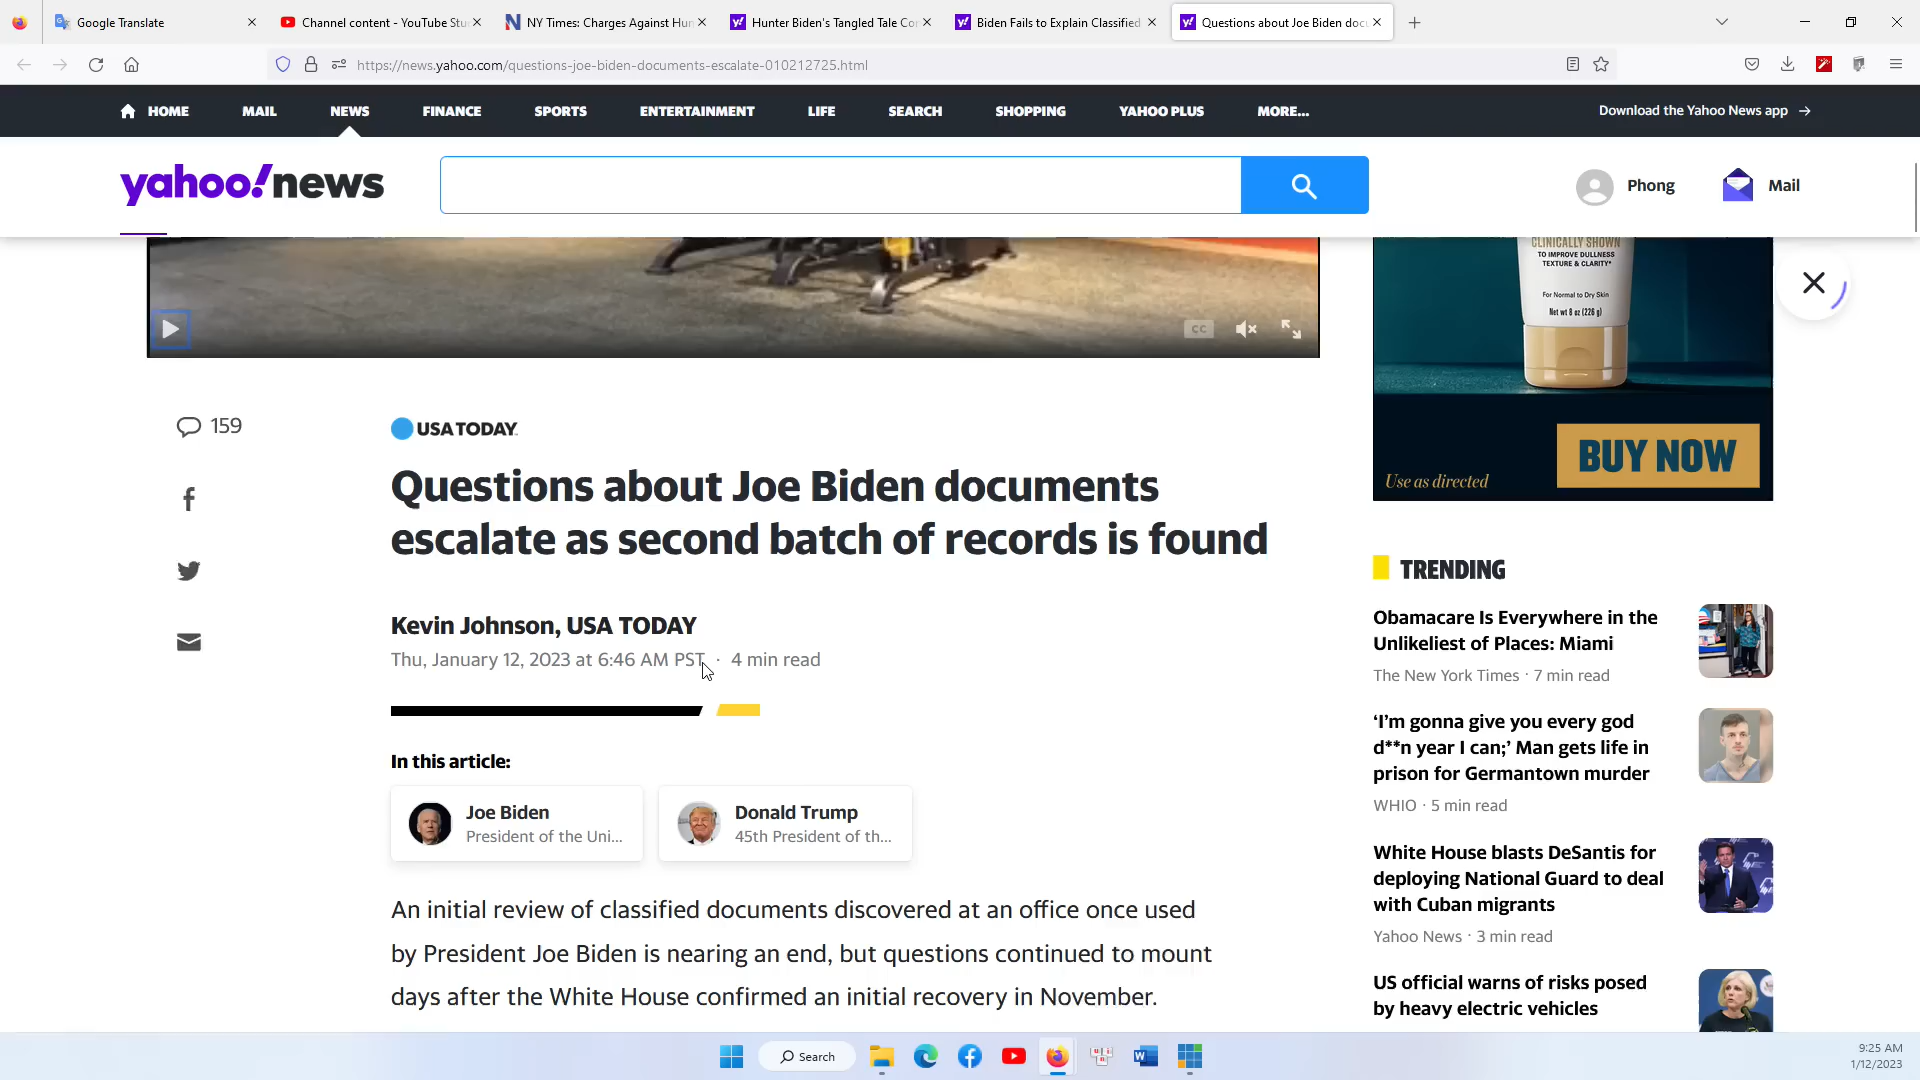 Google Translate
Channel content - YouTube Stu
NY Times: Charges Against Hun
Hunter Biden's Tangled Tale Co
Biden Fails to Explain Classified
Questions about Joe Biden doc
https://news.yahoo.com/questions-joe-biden-documents-escalate-010212725.html
HOME MAIL NEWS FINANCE SPORTS ENTERTAINMENT LIFE SEARCH SHOPPING YAHOO PLUS MORE...
Download the Yahoo News app →
yahoo!news
Phong
Mail
CLINICALLY SHOWN
TO IMPROVE DULLNESS
TEXTURE & CLARITY*
For Normal to Dry Skin
Net wt 8 oz (226 g)
CC
Use as directed
BUY NOW
159
USA TODAY
Questions about Joe Biden documents
escalate as second batch of records is found
Kevin Johnson, USA TODAY
Thu, January 12, 2023 at 6:46 AM PST · 4 min read
In this article:
Joe Biden
President of the Uni...
Donald Trump
45th President of th...
An initial review of classified documents discovered at an office once used
by President Joe Biden is nearing an end, but questions continued to mount
days after the White House confirmed an initial recovery in November.
TRENDING
Obamacare Is Everywhere in the
Unlikeliest of Places: Miami
The New York Times · 7 min read
‘I’m gonna give you every god
d**n year I can;’ Man gets life in
prison for Germantown murder
WHIO · 5 min read
White House blasts DeSantis for
deploying National Guard to deal
with Cuban migrants
Yahoo News · 3 min read
US official warns of risks posed
by heavy electric vehicles
Search
9:25 AM
1/12/2023